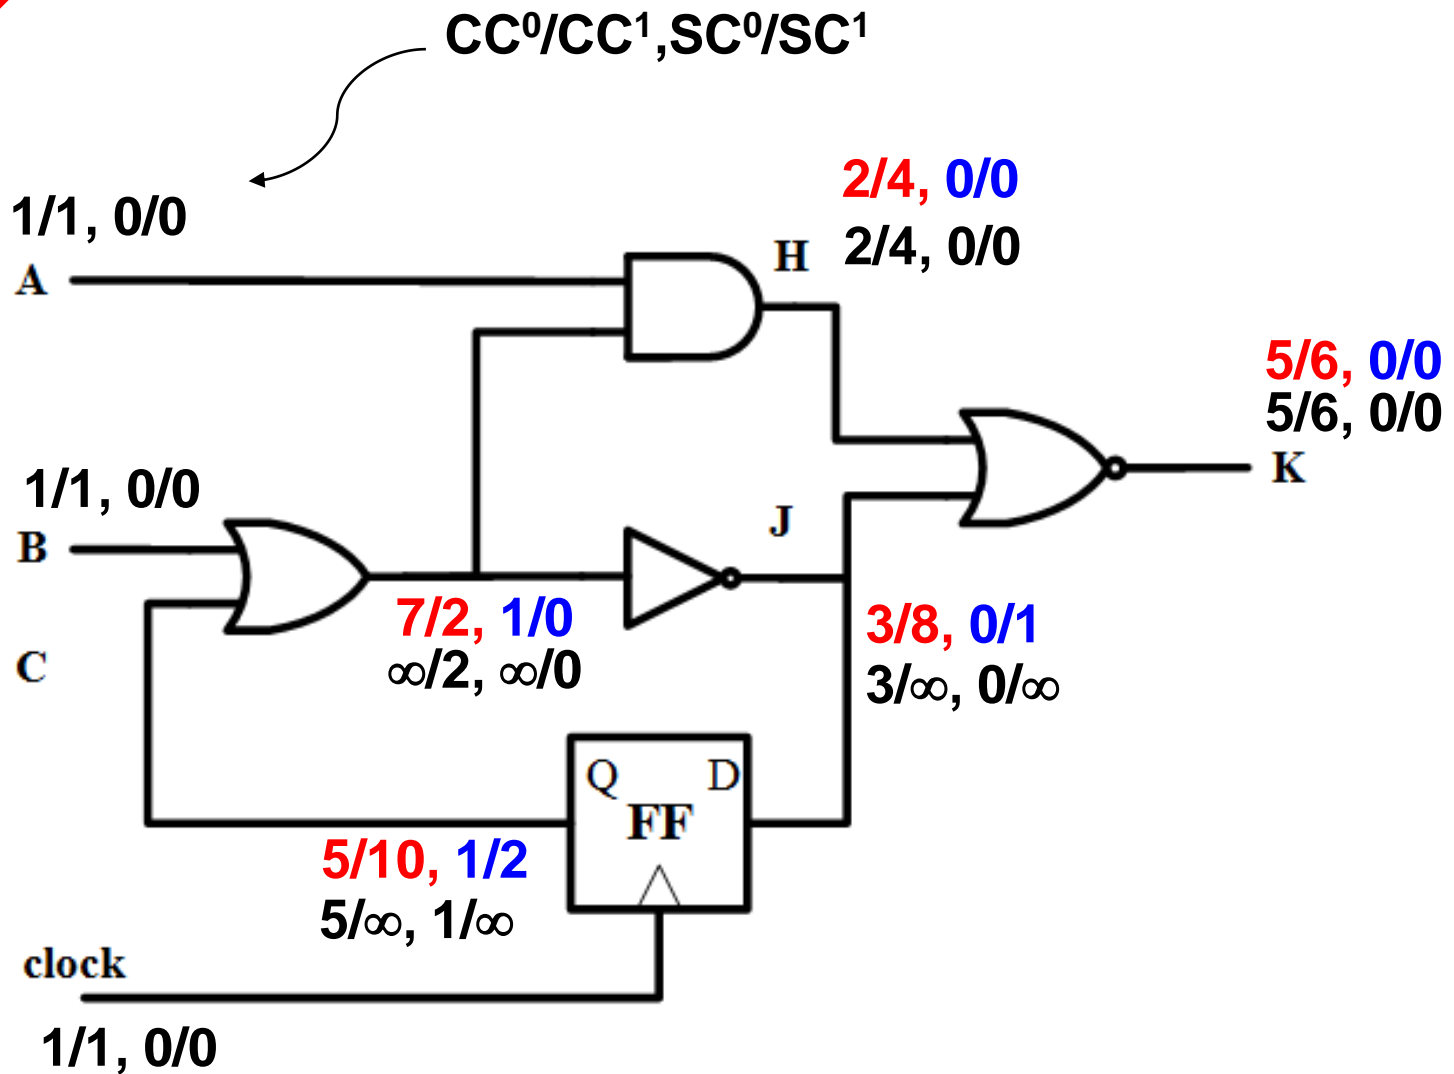 CC⁰/CC¹,SC⁰/SC¹
1/1, 0/0
A
2/4, 0/0
2/4, 0/0
H
5/6, 0/0
5/6, 0/0
K
1/1, 0/0
B
J
7/2, 1/0
∞/2, ∞/0
3/8, 0/1
3/∞, 0/∞
C
Q D
FF
5/10, 1/2
5/∞, 1/∞
clock
1/1, 0/0